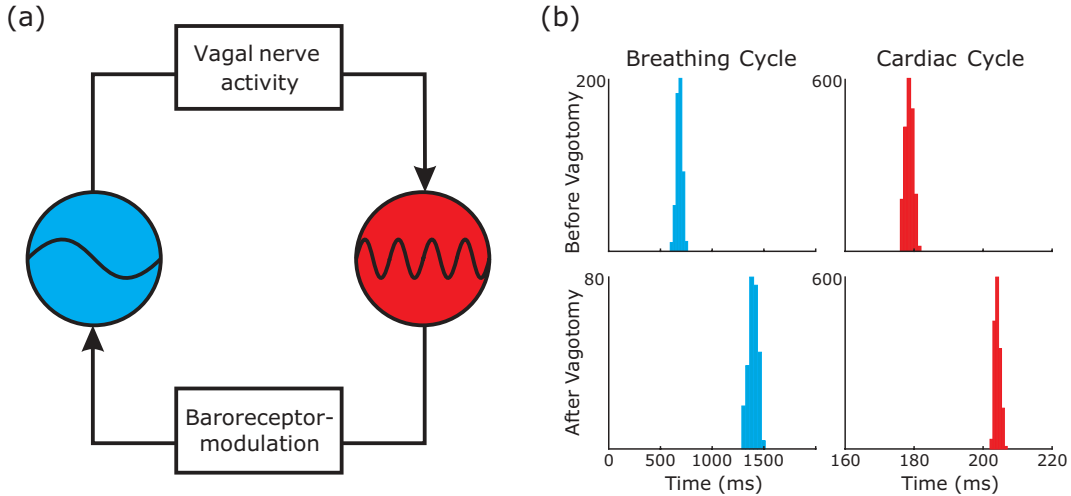 (a)
Vagal nerve
activity
Baroreceptor-
modulation
(b)
Breathing Cycle
Cardiac Cycle
Before Vagotomy
200
600
After Vagotomy
80
600
0 500 1000 1500
160 180 200 220
Time (ms)
Time (ms)